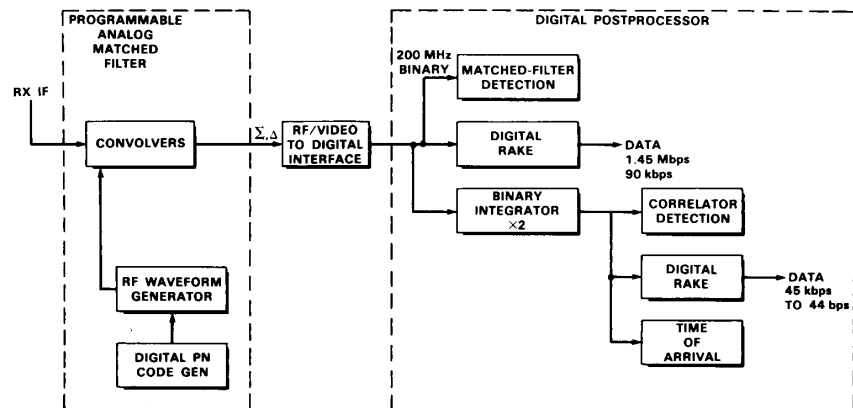 PROGRAMMABLE
ANALOG
MATCHED
FILTER
DIGITAL POSTPROCESSOR
RX IF
CONVOLVERS
Σ,Δ
RF/VIDEO
TO DIGITAL
INTERFACE
200 MHz
BINARY
MATCHED-FILTER
DETECTION
DIGITAL
RAKE
DATA
1.45 Mbps
90 kbps
BINARY
INTEGRATOR
×2
CORRELATOR
DETECTION
RF WAVEFORM
GENERATOR
DIGITAL
RAKE
DATA
45 kbps
TO 44 bps
DIGITAL PN
CODE GEN
TIME
OF
ARRIVAL